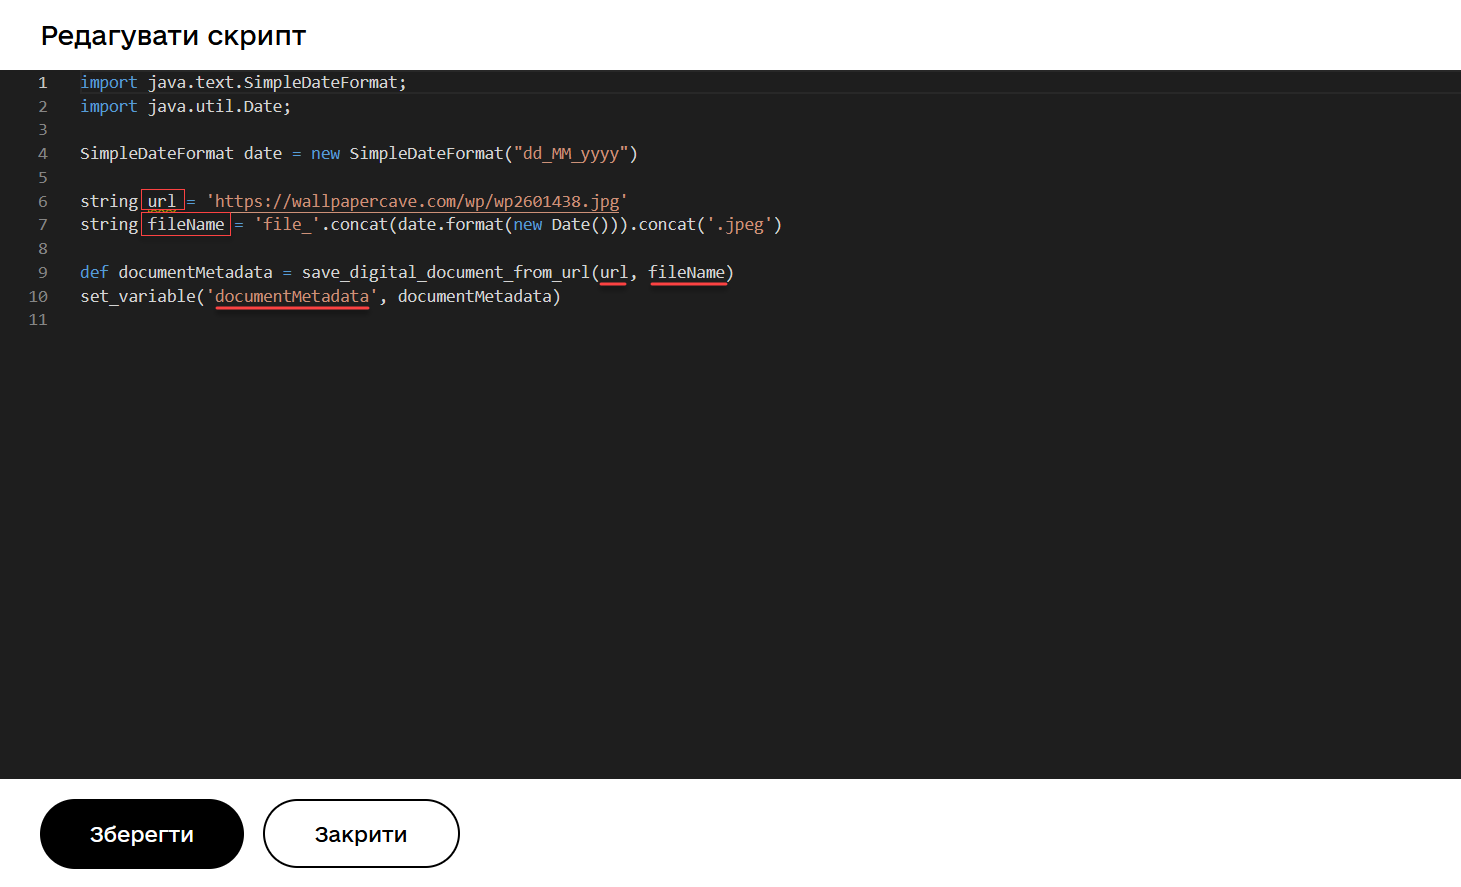 Редагувати скрипт
1 import java.text.SimpleDateFormat;
2 import java.util.Date;
3
4 SimpleDateFormat date = new SimpleDateFormat("dd_MM_yyyy")
5
6 string url = 'https://wallpapercave.com/wp/wp2601438.jpg'
7 string fileName = 'file_'.concat(date.format(new Date())).concat('.jpeg')
8
9 def documentMetadata = save_digital_document_from_url(url, fileName)
10 set_variable('documentMetadata', documentMetadata)
11
Зберегти
Закрити